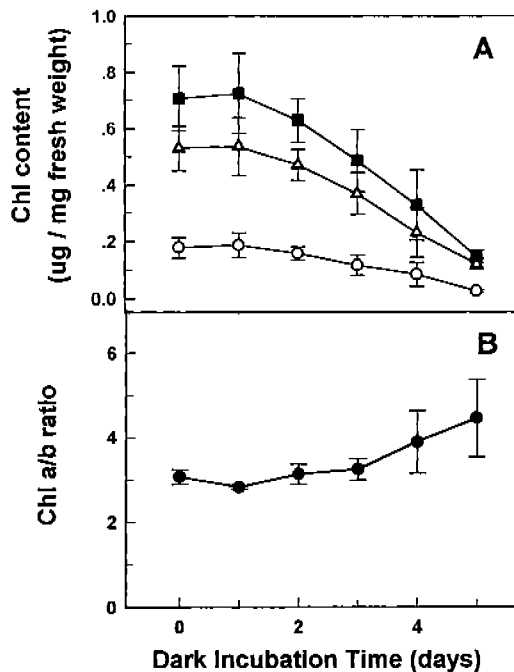 A
1.0
.8
.6
.4
.2
0.0
Chl content
(ug / mg fresh weight)
B
6
4
2
0
Chl a/b ratio
0
2
4
Dark Incubation Time (days)